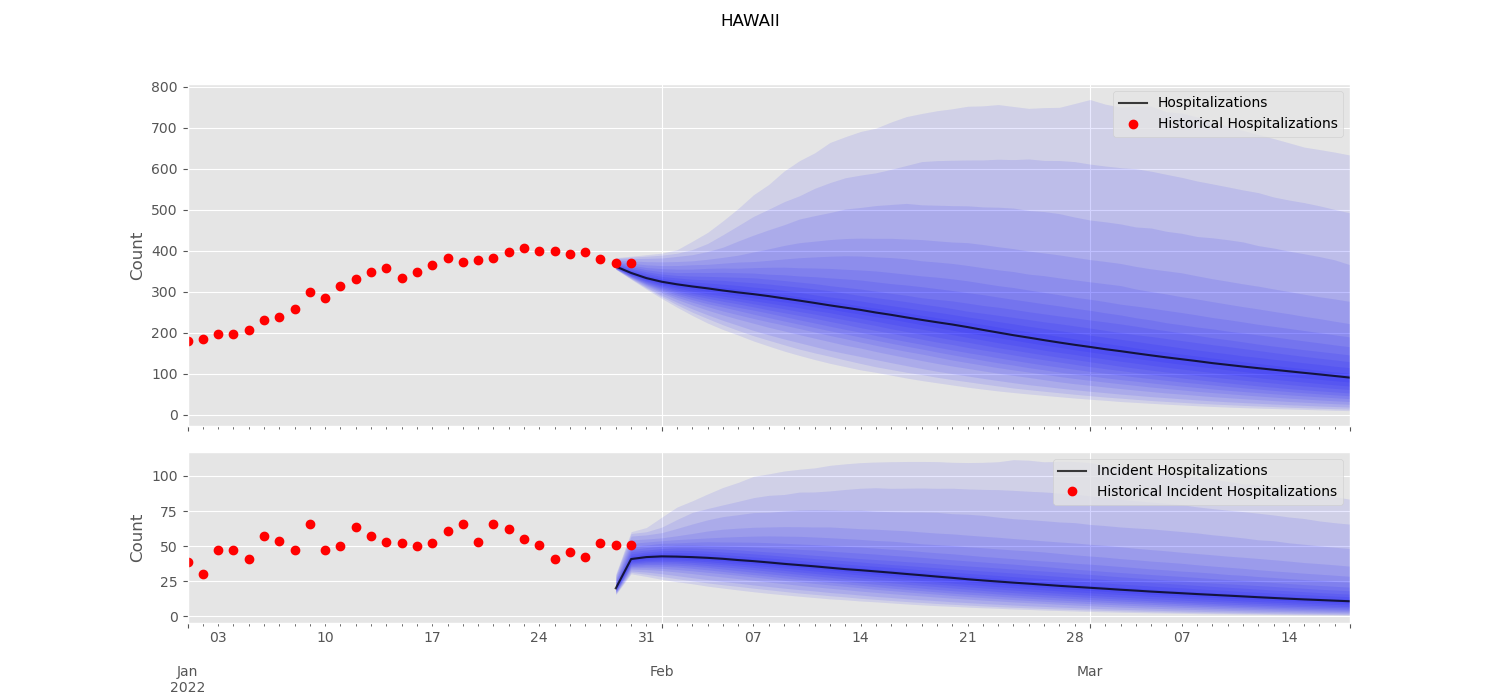 HAWAII
800
700
600
500
400
300
200
100
0
Count
Hospitalizations
Historical Hospitalizations
100
75
50
25
0
Count
Incident Hospitalizations
Historical Incident Hospitalizations
03 10 17 24 31 07 14 21 28 07 14
Jan Feb Mar
2022